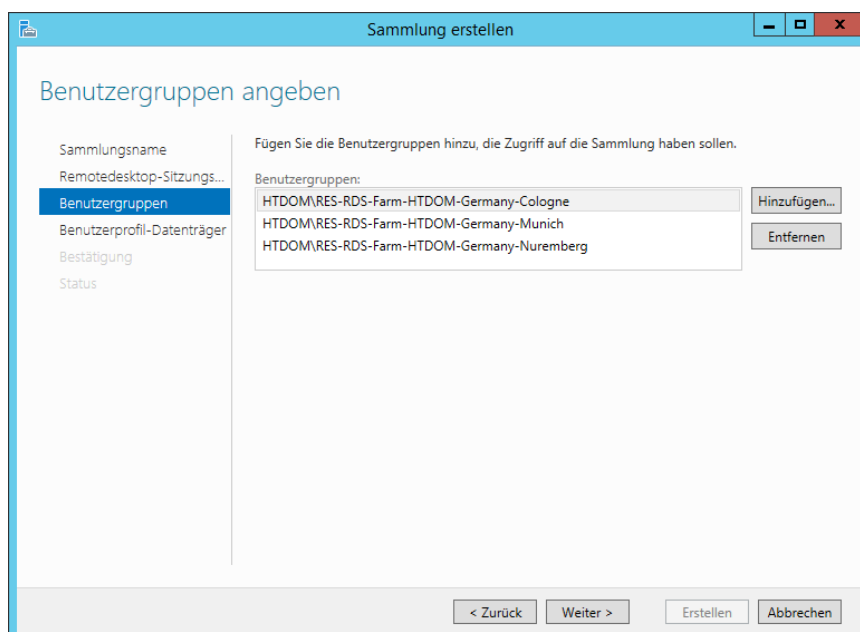 Sammlung erstellen
Benutzergruppen angeben
Sammlungsname
Remotedesktop-Sitzungs...
Benutzergruppen
Benutzerprofil-Datenträger
Bestätigung
Status
Fügen Sie die Benutzergruppen hinzu, die Zugriff auf die Sammlung haben sollen.
Benutzergruppen:
HTDOM\RES-RDS-Farm-HTDOM-Germany-Cologne
HTDOM\RES-RDS-Farm-HTDOM-Germany-Munich
HTDOM\RES-RDS-Farm-HTDOM-Germany-Nuremberg
Hinzufügen...
Entfernen
< Zurück
Weiter >
Erstellen
Abbrechen